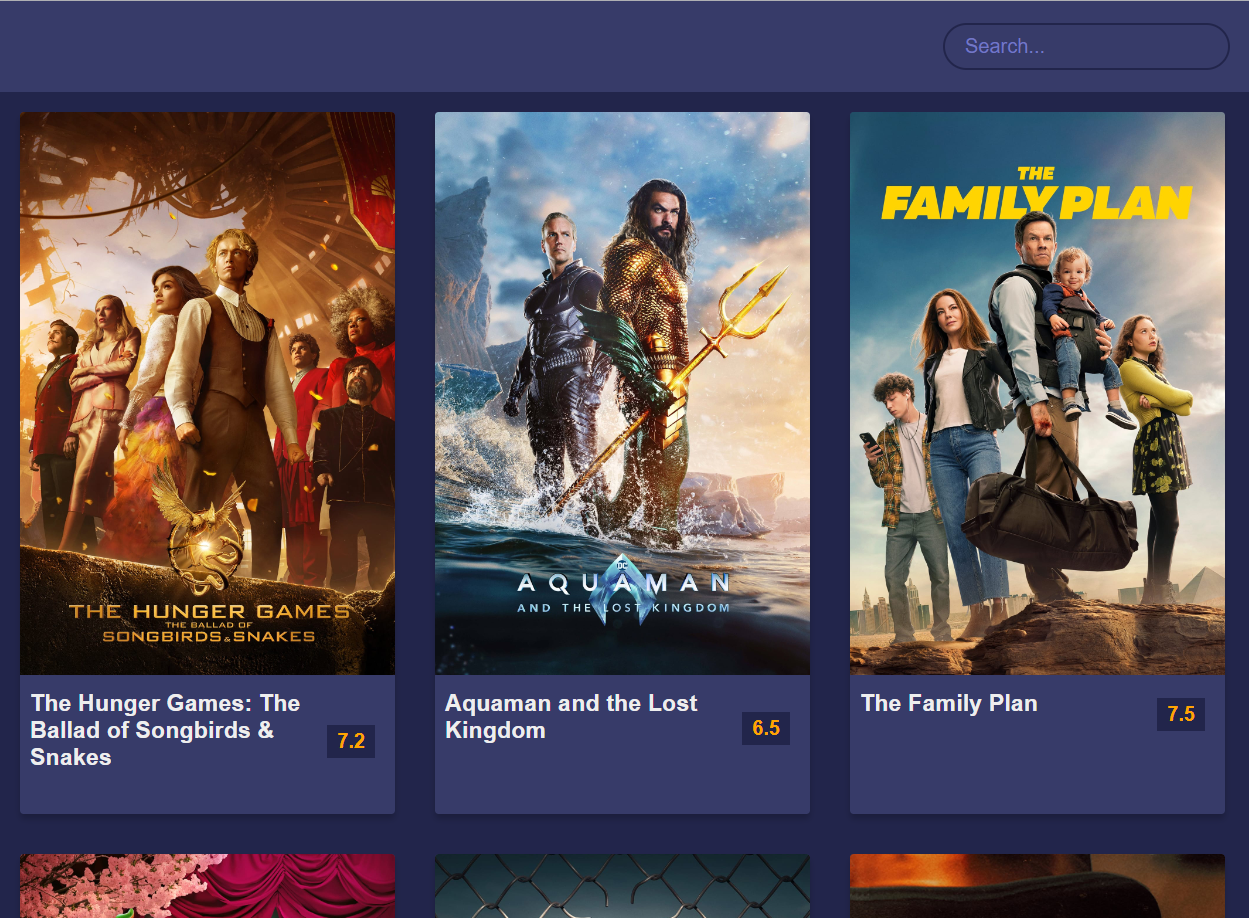 Search...
THE HUNGER GAMES
THE BALLAD OF
SONGBIRDS & SNAKES
DC
AQUAMAN
AND THE LOST KINGDOM
THE
FAMILY PLAN
The Hunger Games: The
Ballad of Songbirds &
Snakes
7.2
Aquaman and the Lost
Kingdom
6.5
The Family Plan
7.5